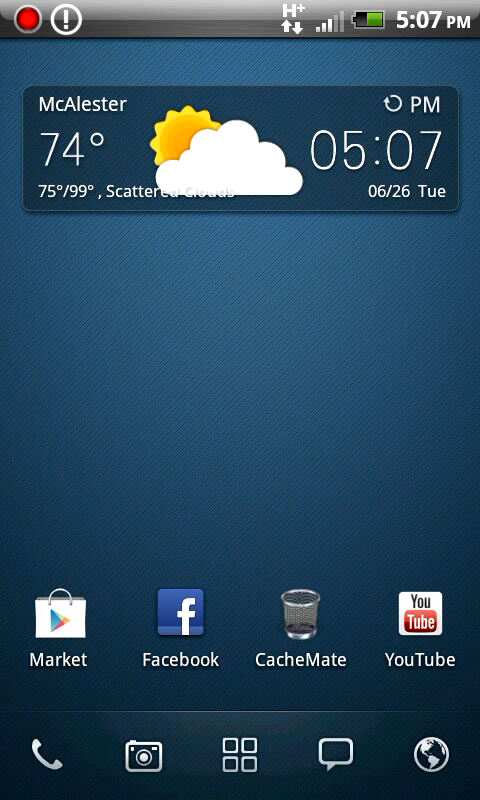 H+ 5:07 PM
McAlester PM
74° 05:07
75°/99° , Scattered Clouds 06/26 Tue
You
Tube
Market Facebook CacheMate YouTube